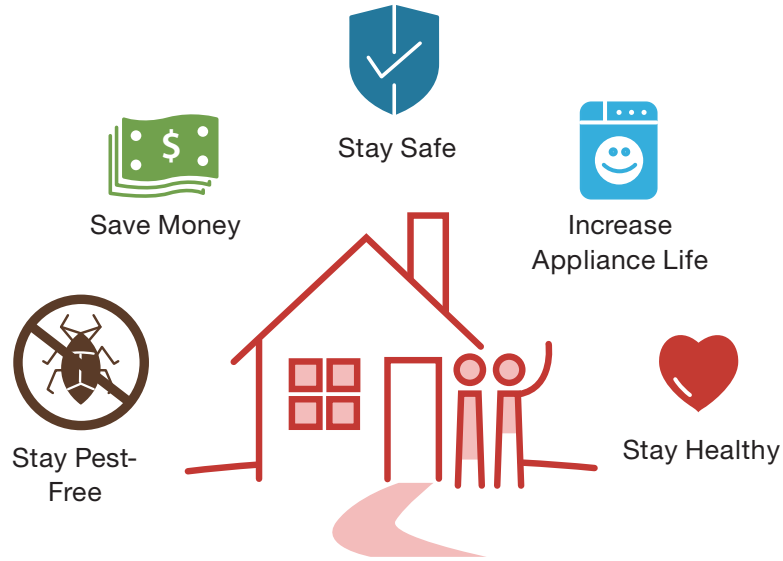 Stay Safe
$
Save Money
Increase
Appliance Life
Stay Pest-
Free
Stay Healthy